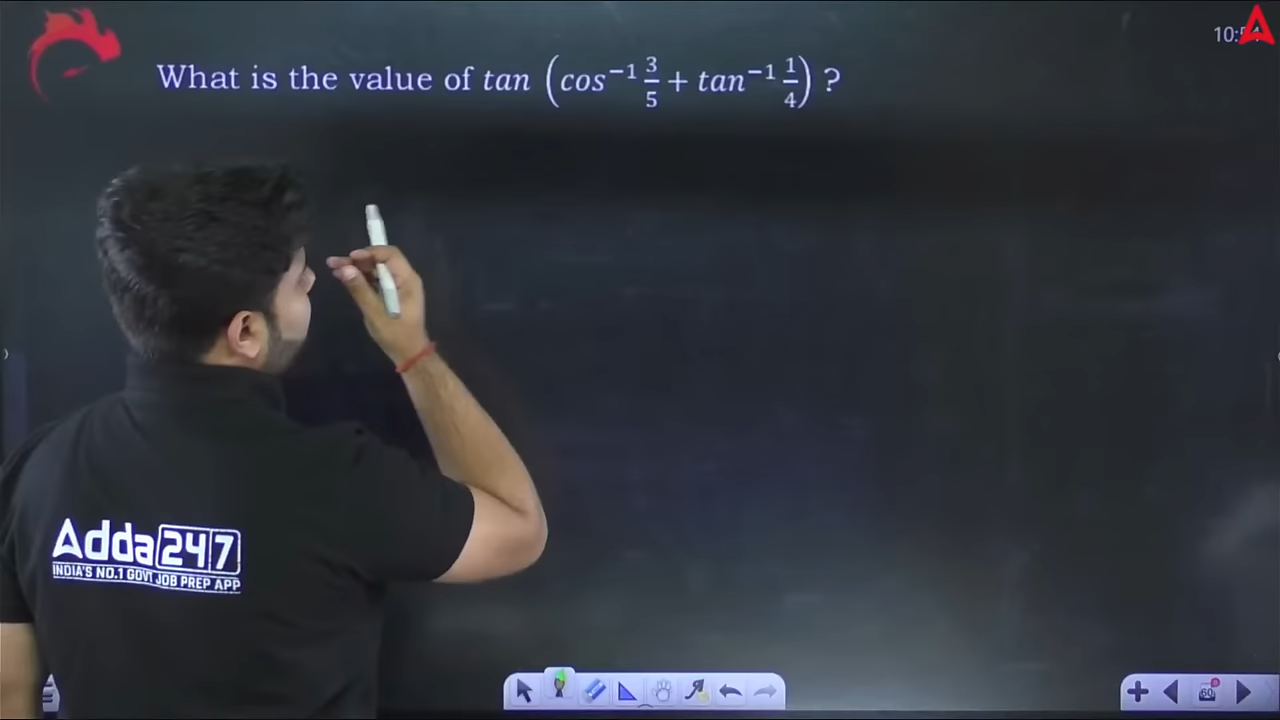 What is the value of tan (cos⁻¹ 3/5 + tan⁻¹ 1/4) ?
Adda247
INDIA'S NO.1 GOVT JOB PREP APP
60